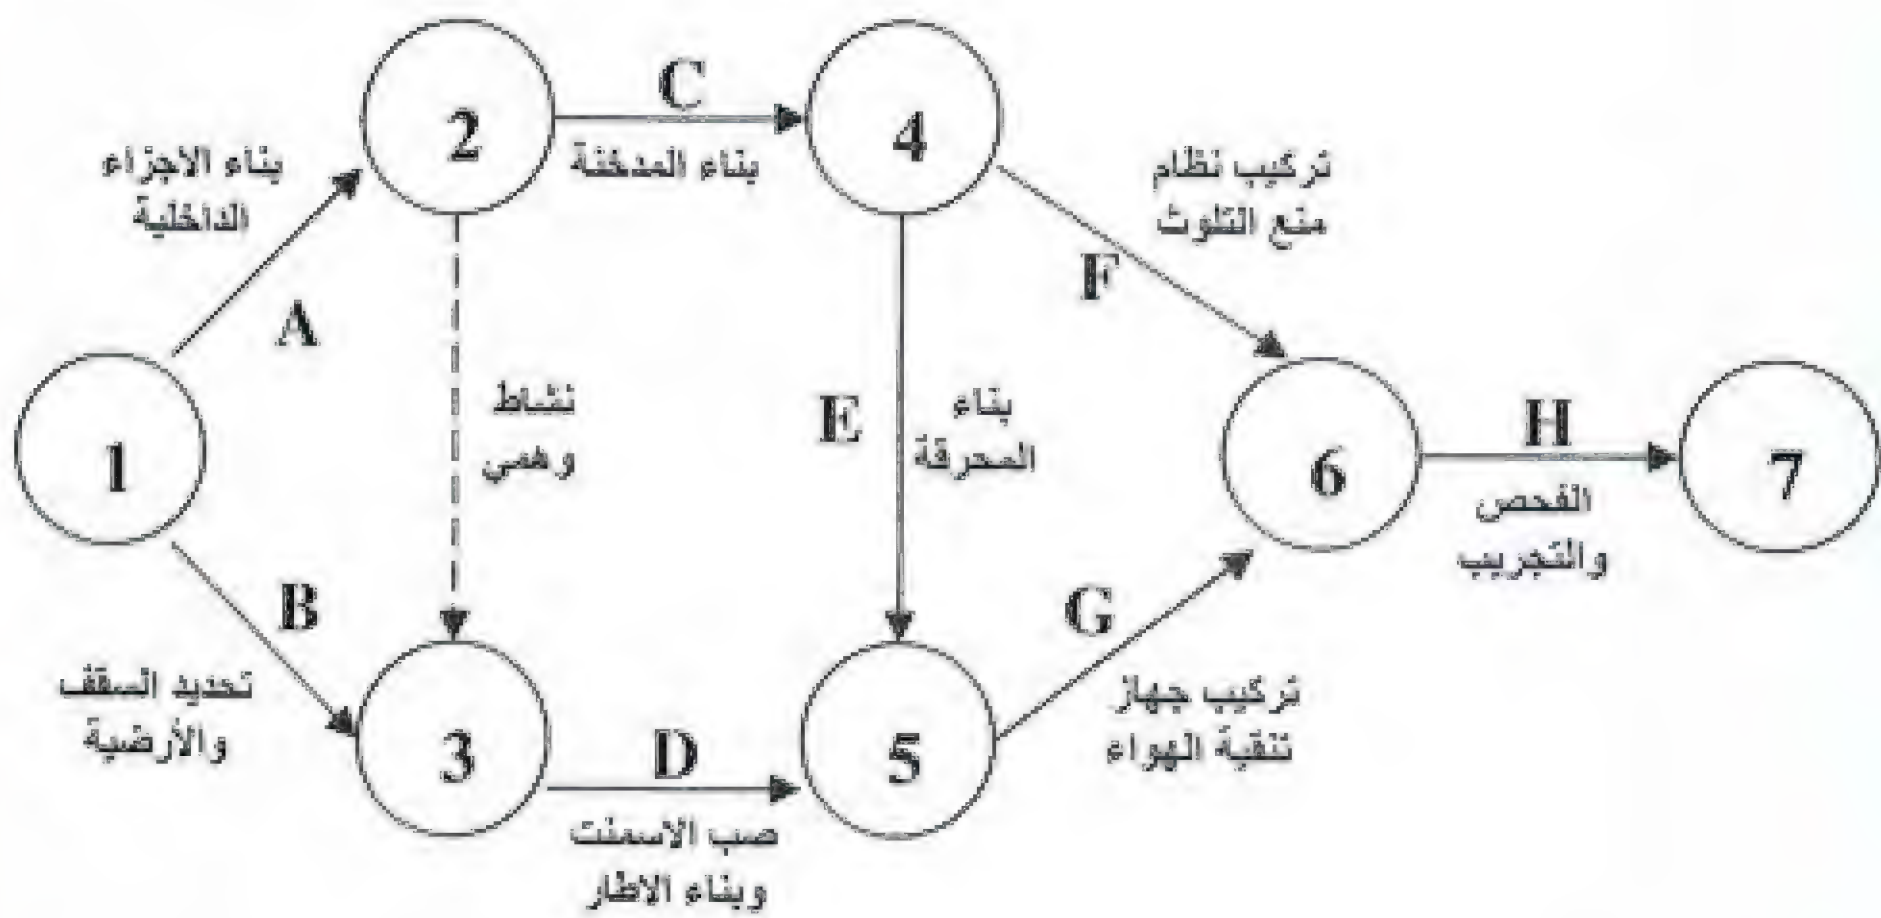 2
C
4
بناء الاجزاء
الداخلية
بناء المدخنة
تركيب نظام
منع التلوث
A
F
1
نشاط
وهمي
E
بناء
المحرقة
6
H
7
الفحص
والتجريب
B
تحديد السقف
والأرضية
3
D
صب الاسمنت
وبناء الاطار
5
G
تركيب جهاز
تنقية الهواء